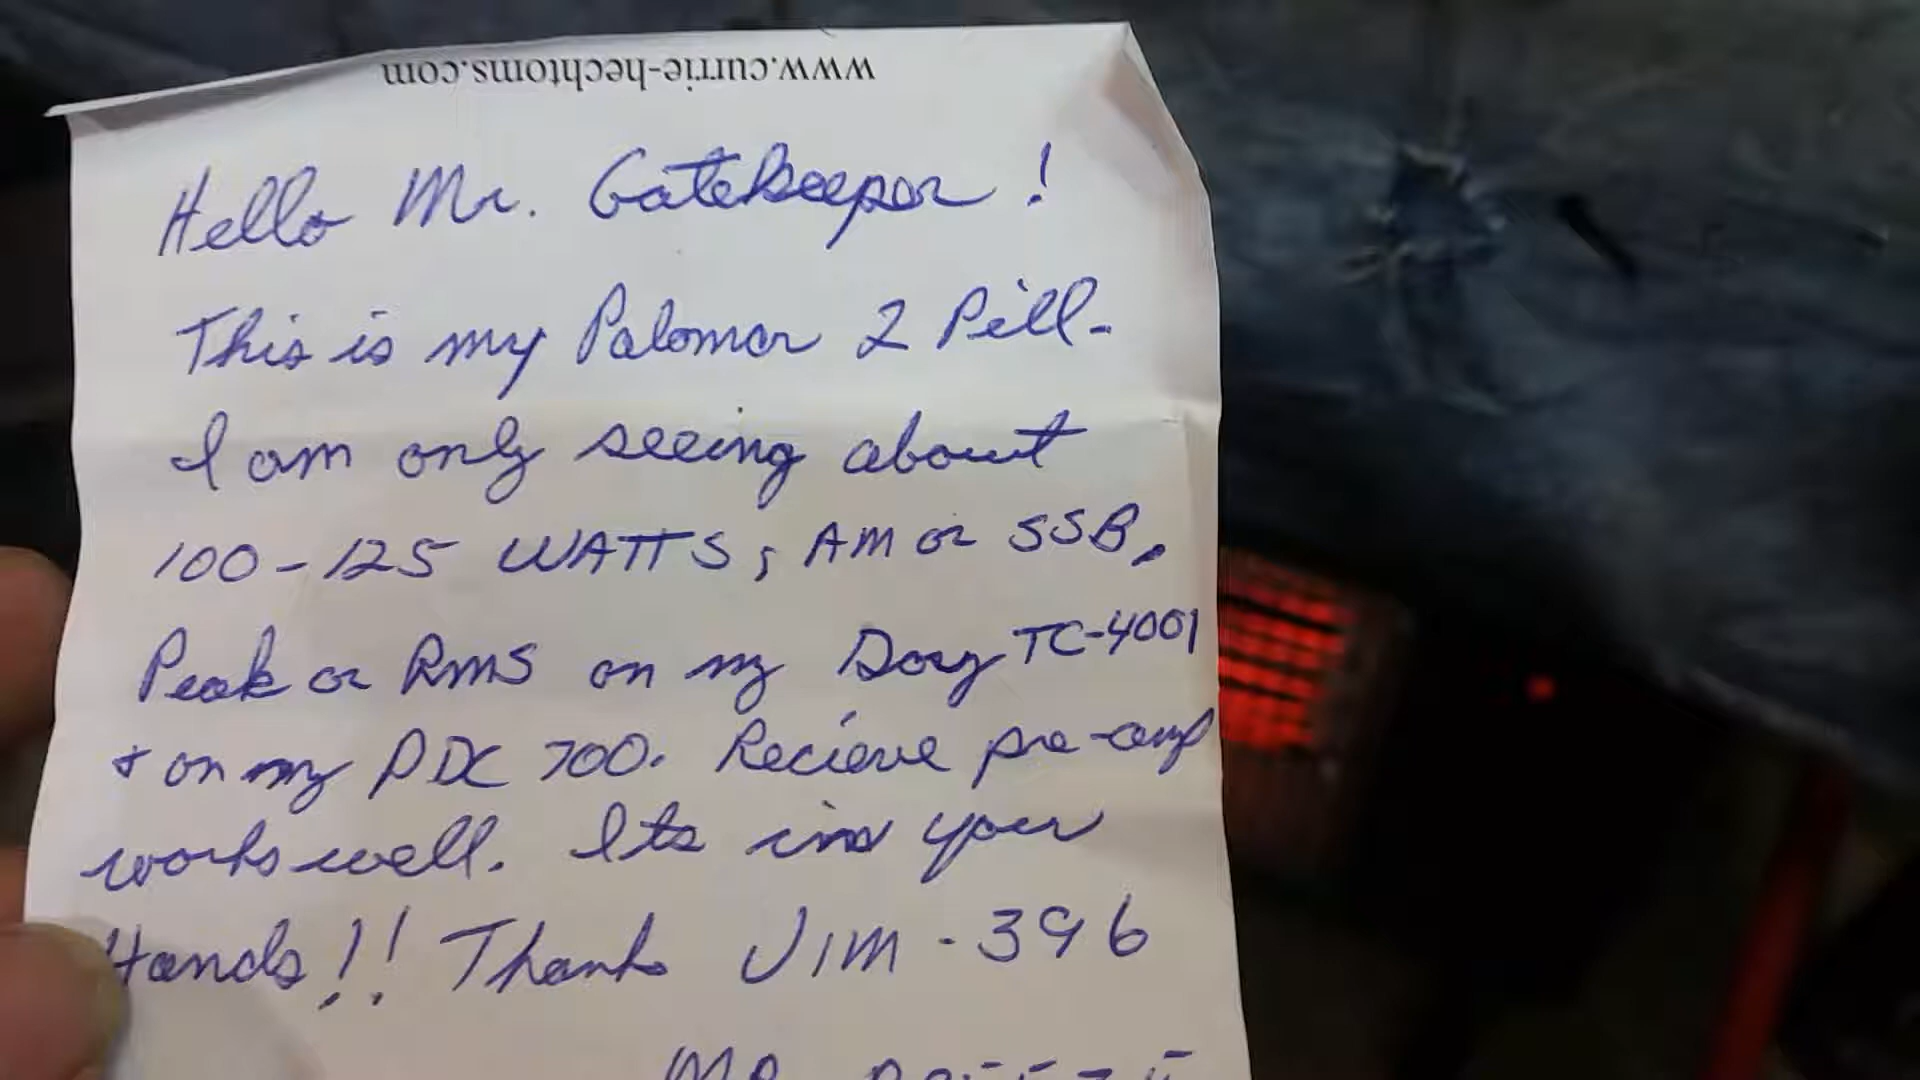 www.currie-hechtoms.com
Hello Mr. Gatekeeper!
This is my Palomar 2 Pill-
I am only seeing about
100-125 WATTS, AM or SSB.
Peak or RMS on my Dosy TC-4001
+ on my PDC 700. Recieve pre-amp
works well. Its in your
Hands!! Thanks JIM-396
MR.